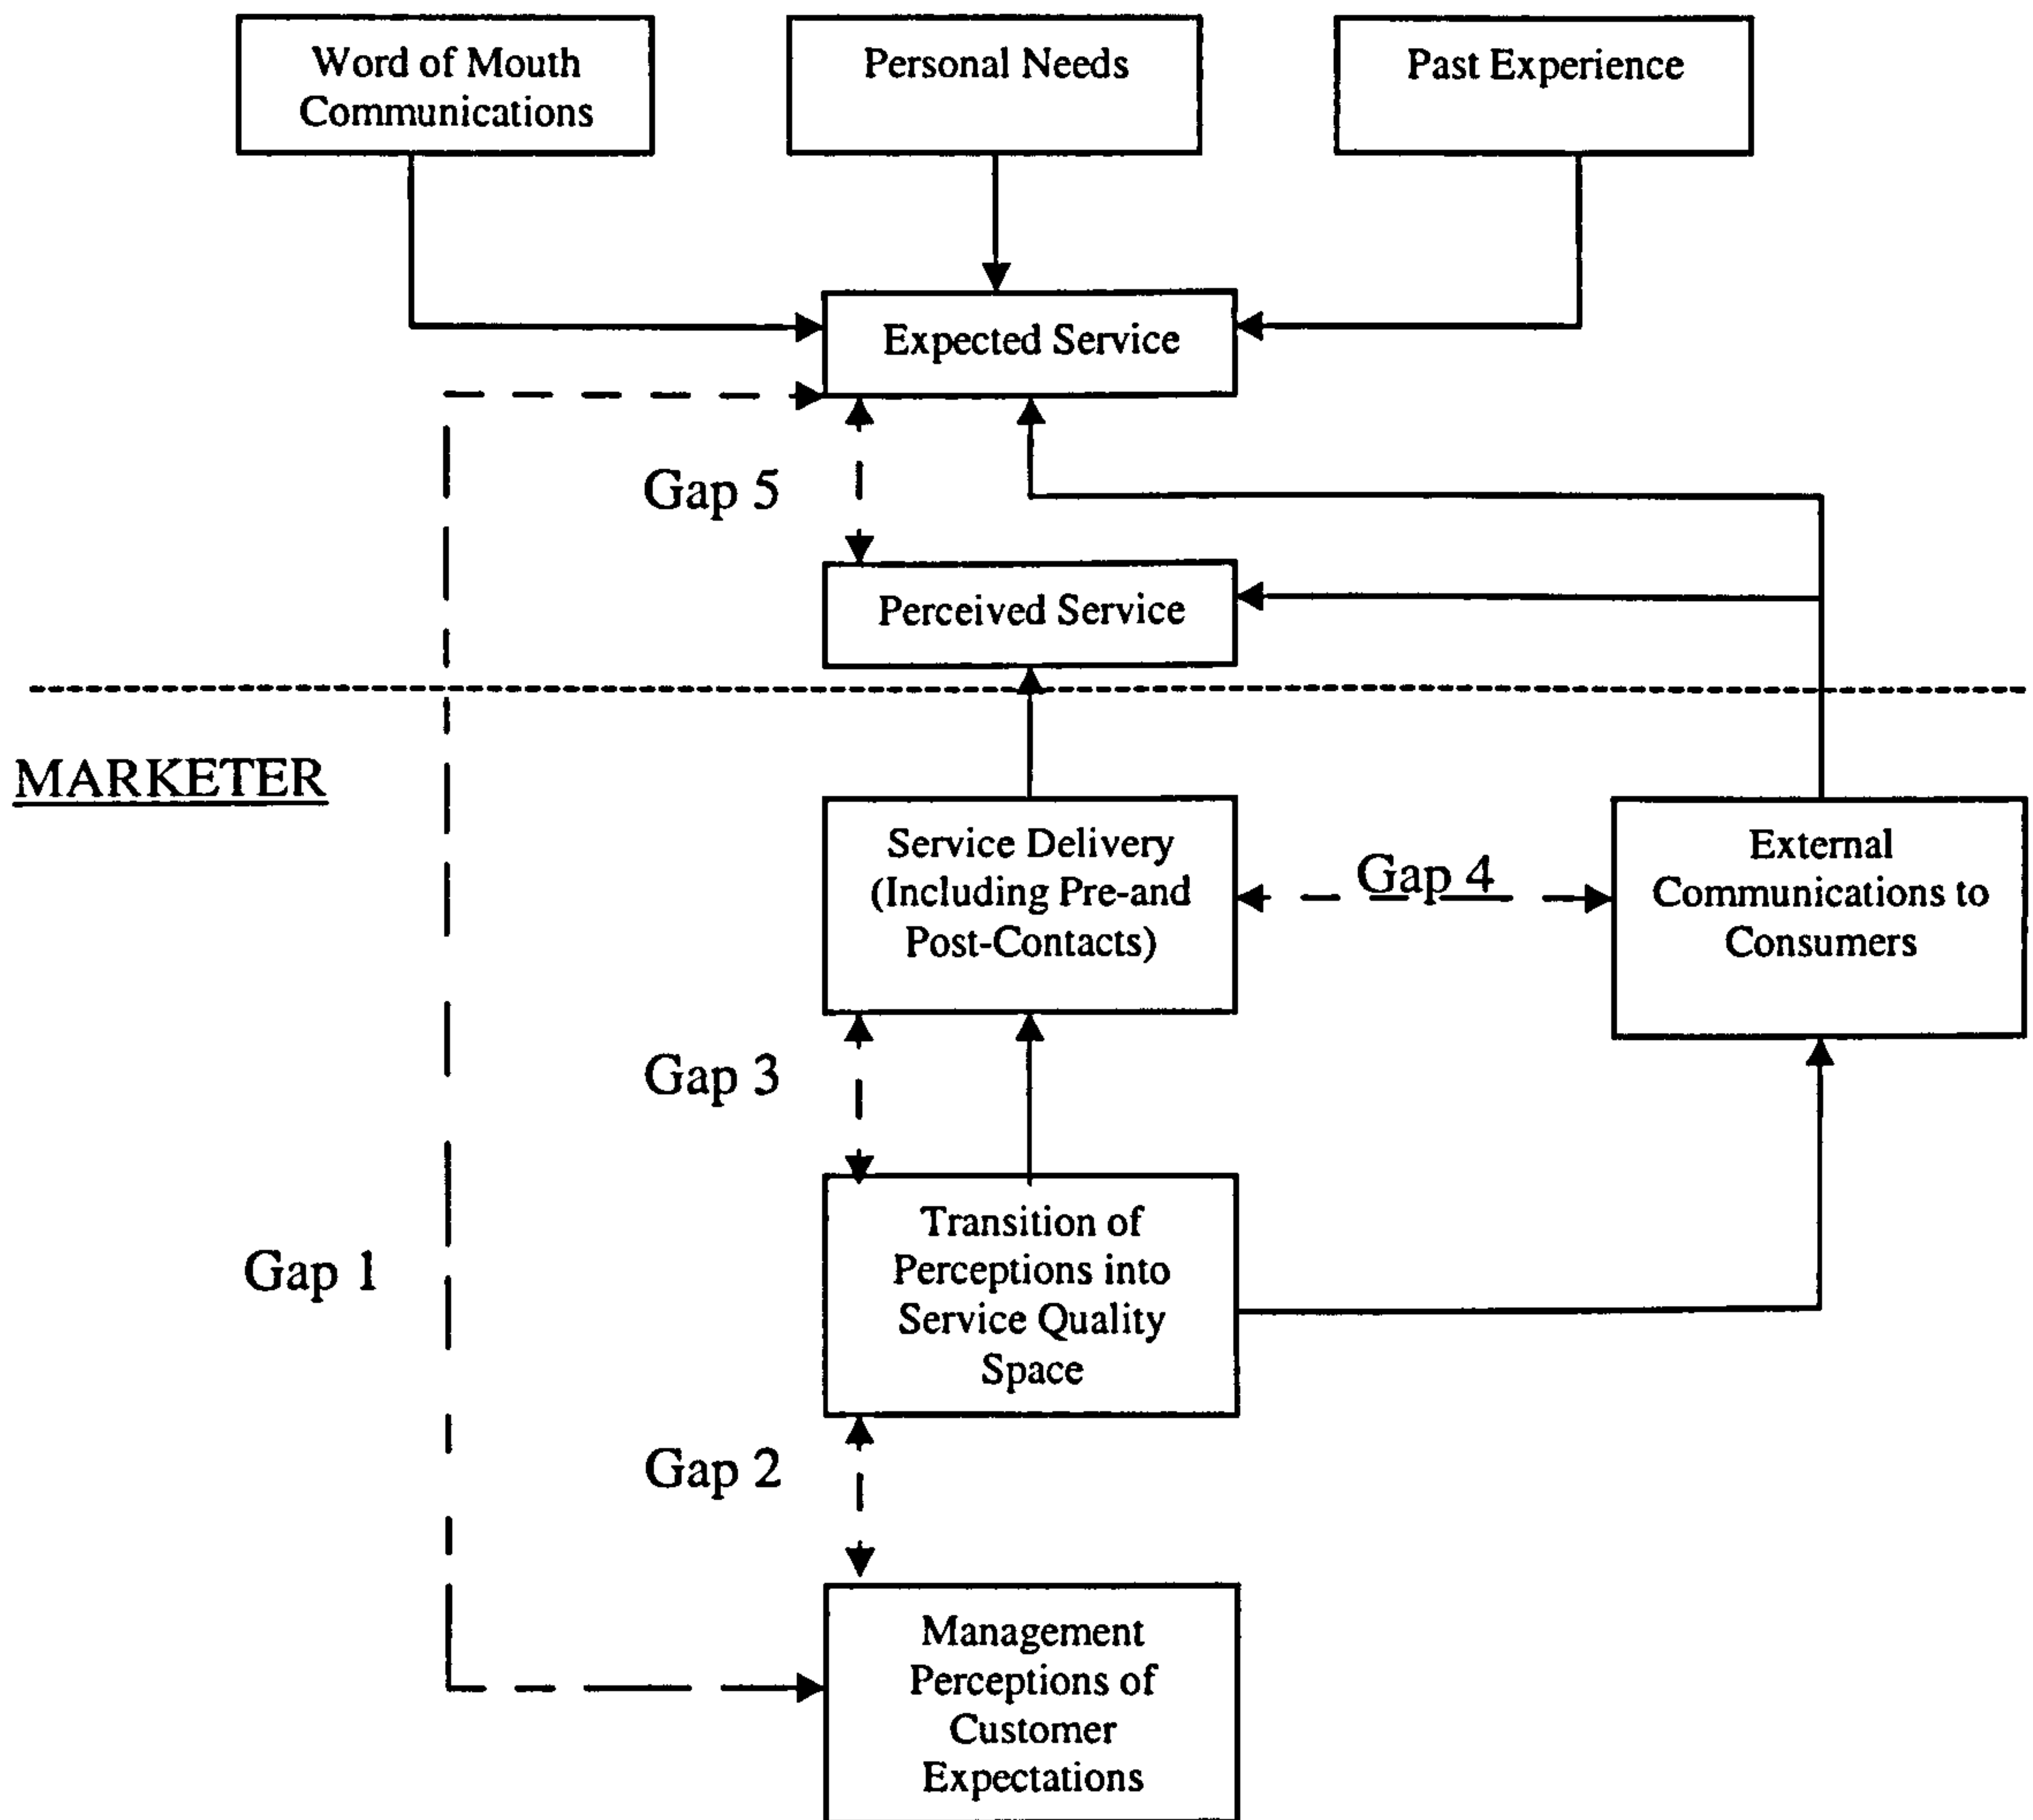 Word of Mouth
Communications
Personal Needs
Past Experience
Expected Service
Gap 5
Perceived Service
MARKETER
Service Delivery
(Including Pre-and
Post-Contacts)
Gap 4
External
Communications to
Consumers
Gap 3
Transition of
Perceptions into
Service Quality
Space
Gap 1
Gap 2
Management
Perceptions of
Customer
Expectations